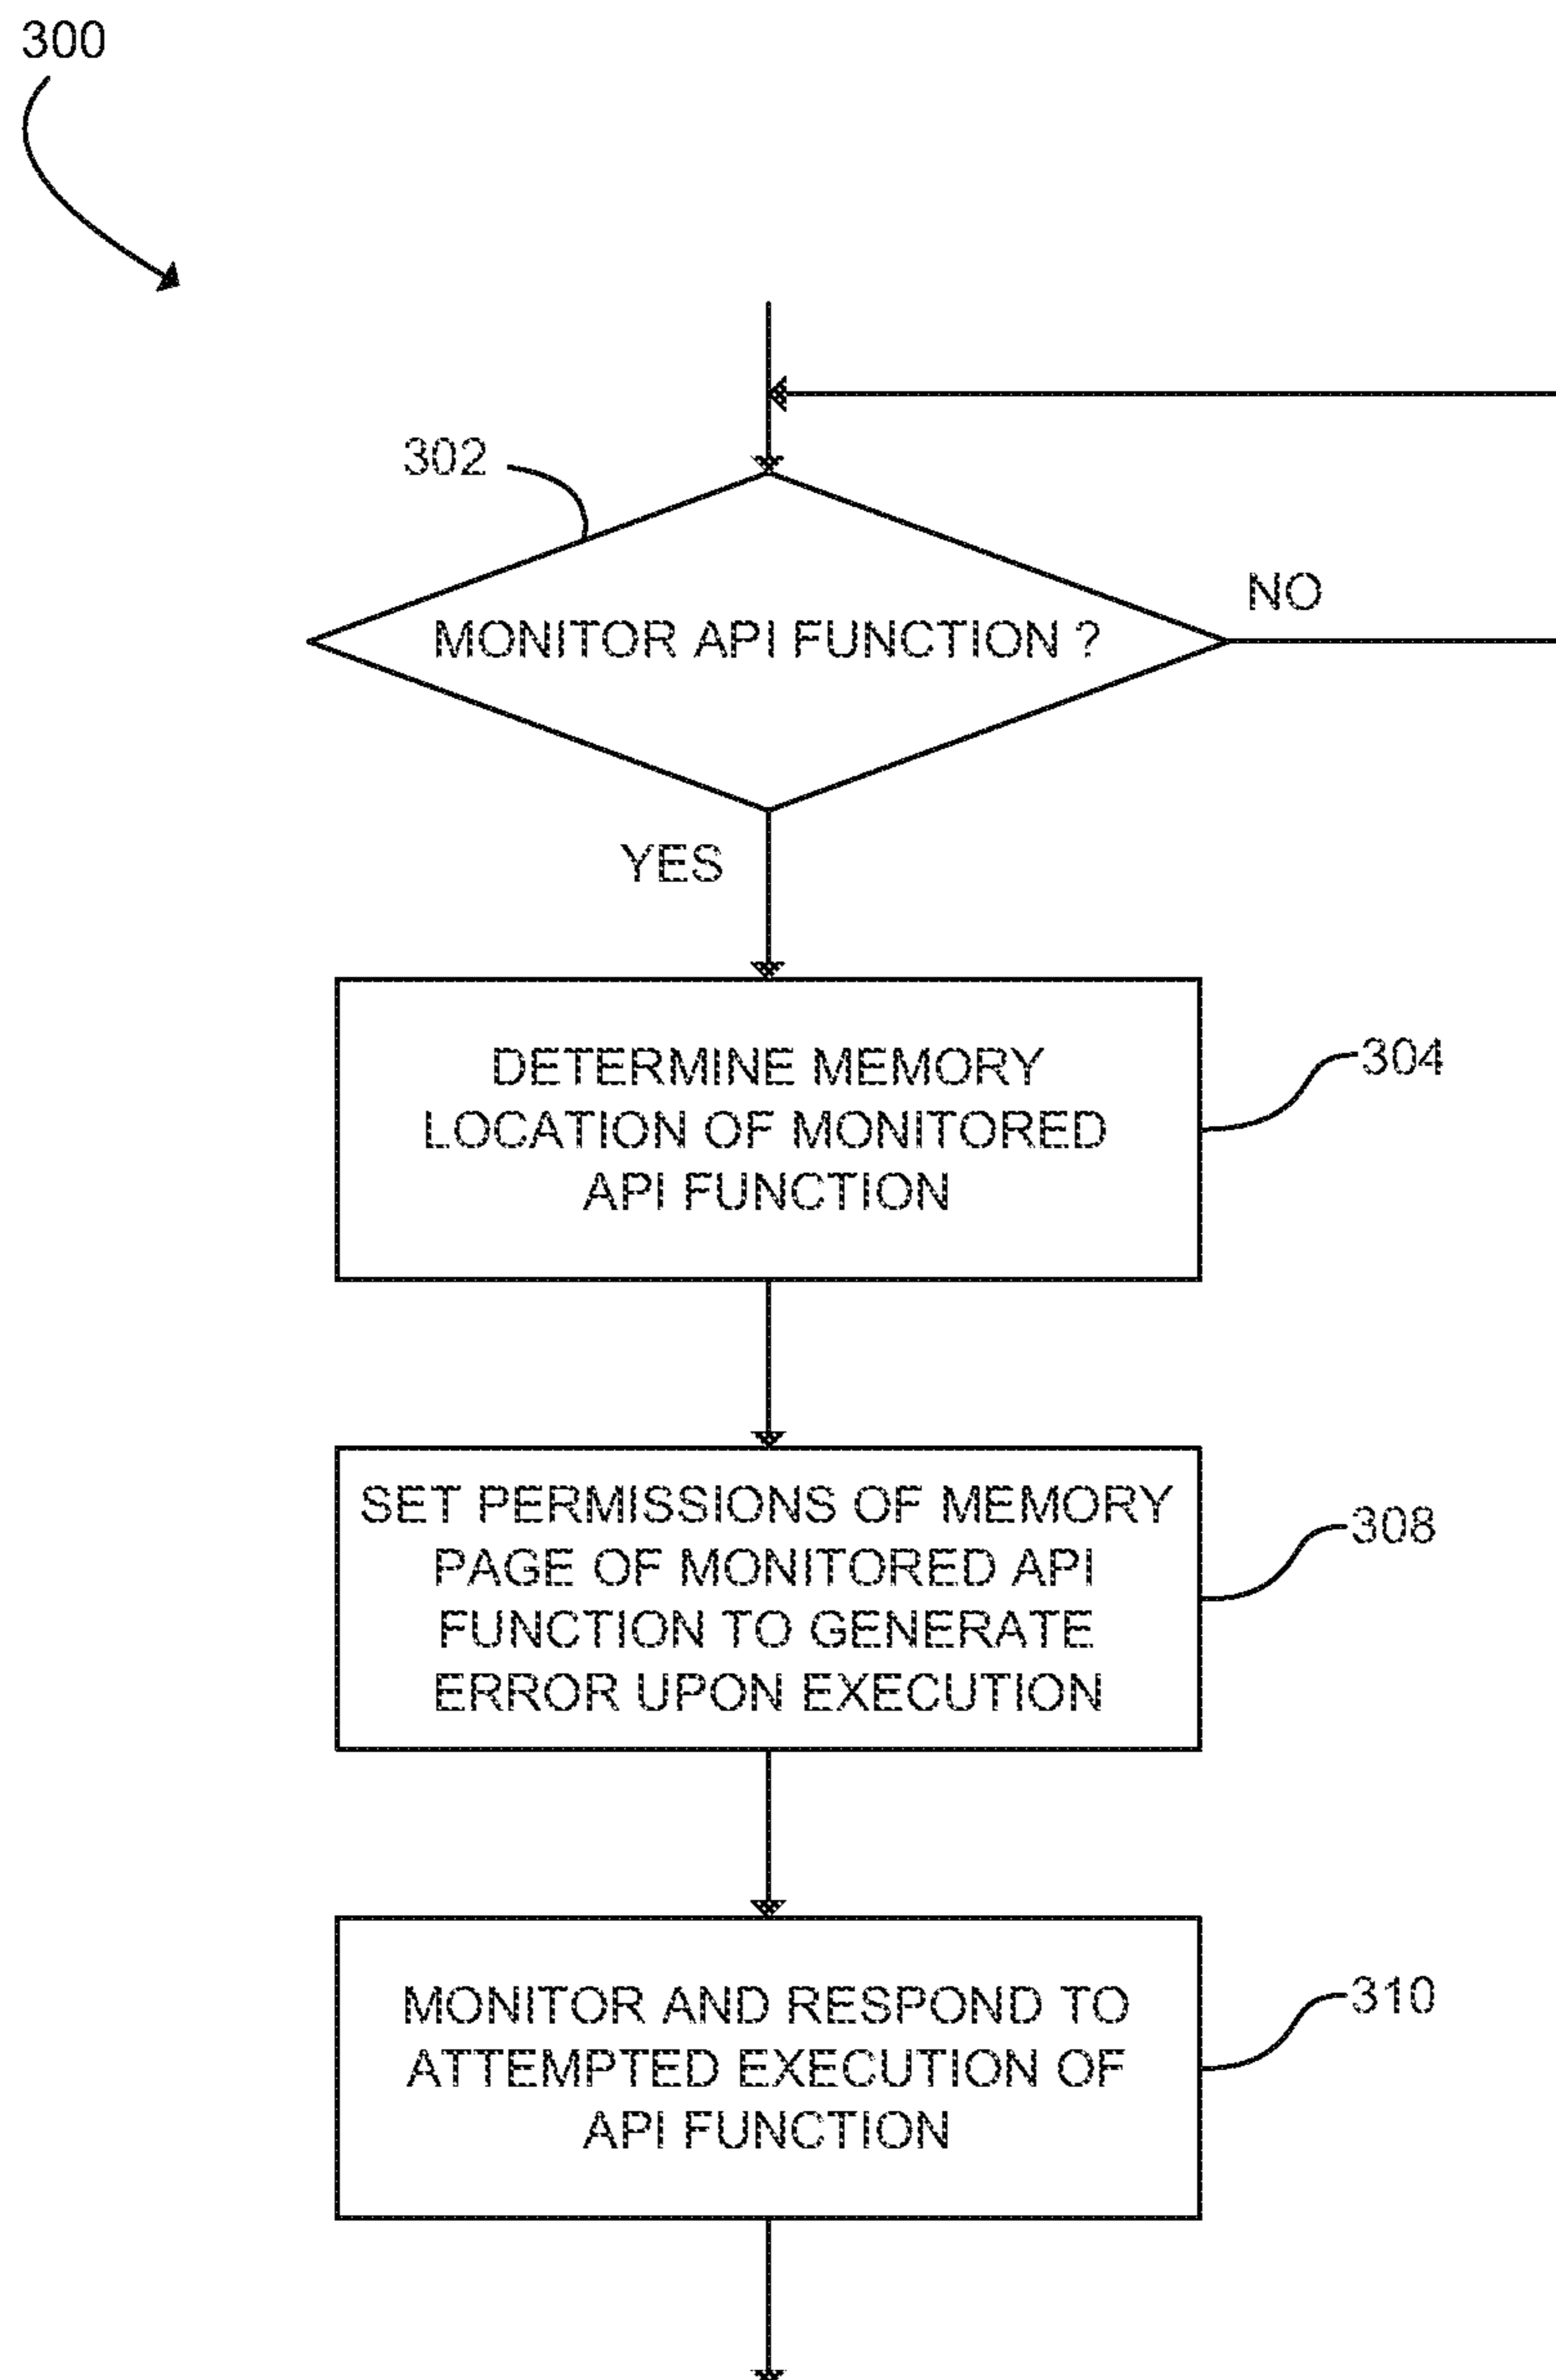 300
302
MONITOR API FUNCTION ?
NO
YES
DETERMINE MEMORY
LOCATION OF MONITORED
API FUNCTION
304
SET PERMISSIONS OF MEMORY
PAGE OF MONITORED API
FUNCTION TO GENERATE
ERROR UPON EXECUTION
308
MONITOR AND RESPOND TO
ATTEMPTED EXECUTION OF
API FUNCTION
310